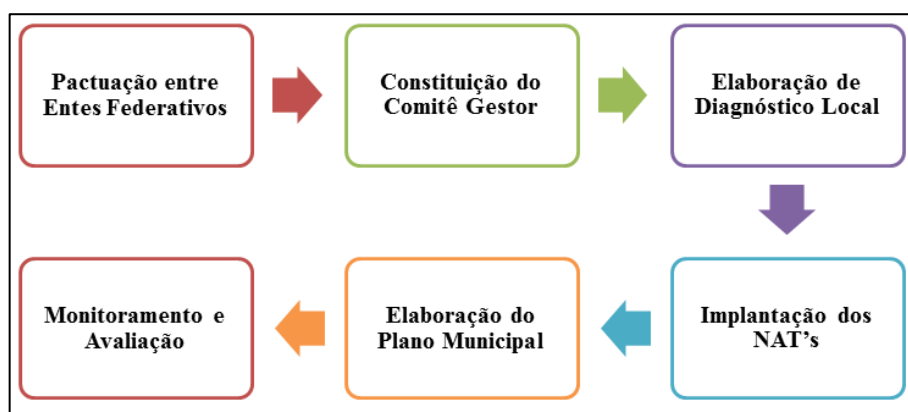 Pactuação entre
Entes Federativos
Constituição do
Comitê Gestor
Elaboração de
Diagnóstico Local
Implantação dos
NAT’s
Elaboração do
Plano Municipal
Monitoramento e
Avaliação